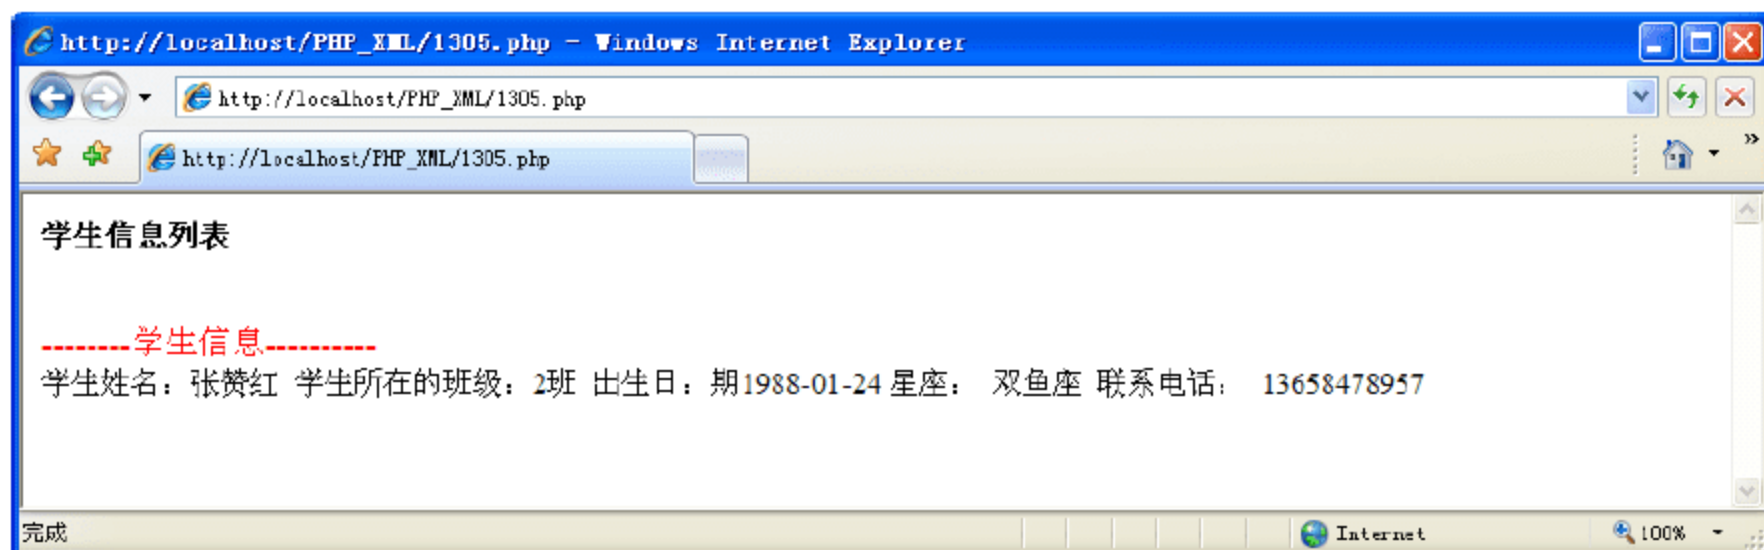 http://localhost/PHP_XML/1305.php - Windows Internet Explorer
http://localhost/PHP_XML/1305.php
http://localhost/PHP_XML/1305.php
学生信息列表
--------学生信息----------
学生姓名：张赞红 学生所在的班级：2班 出生日：期1988-01-24 星座： 双鱼座 联系电话： 13658478957
完成
Internet
100%